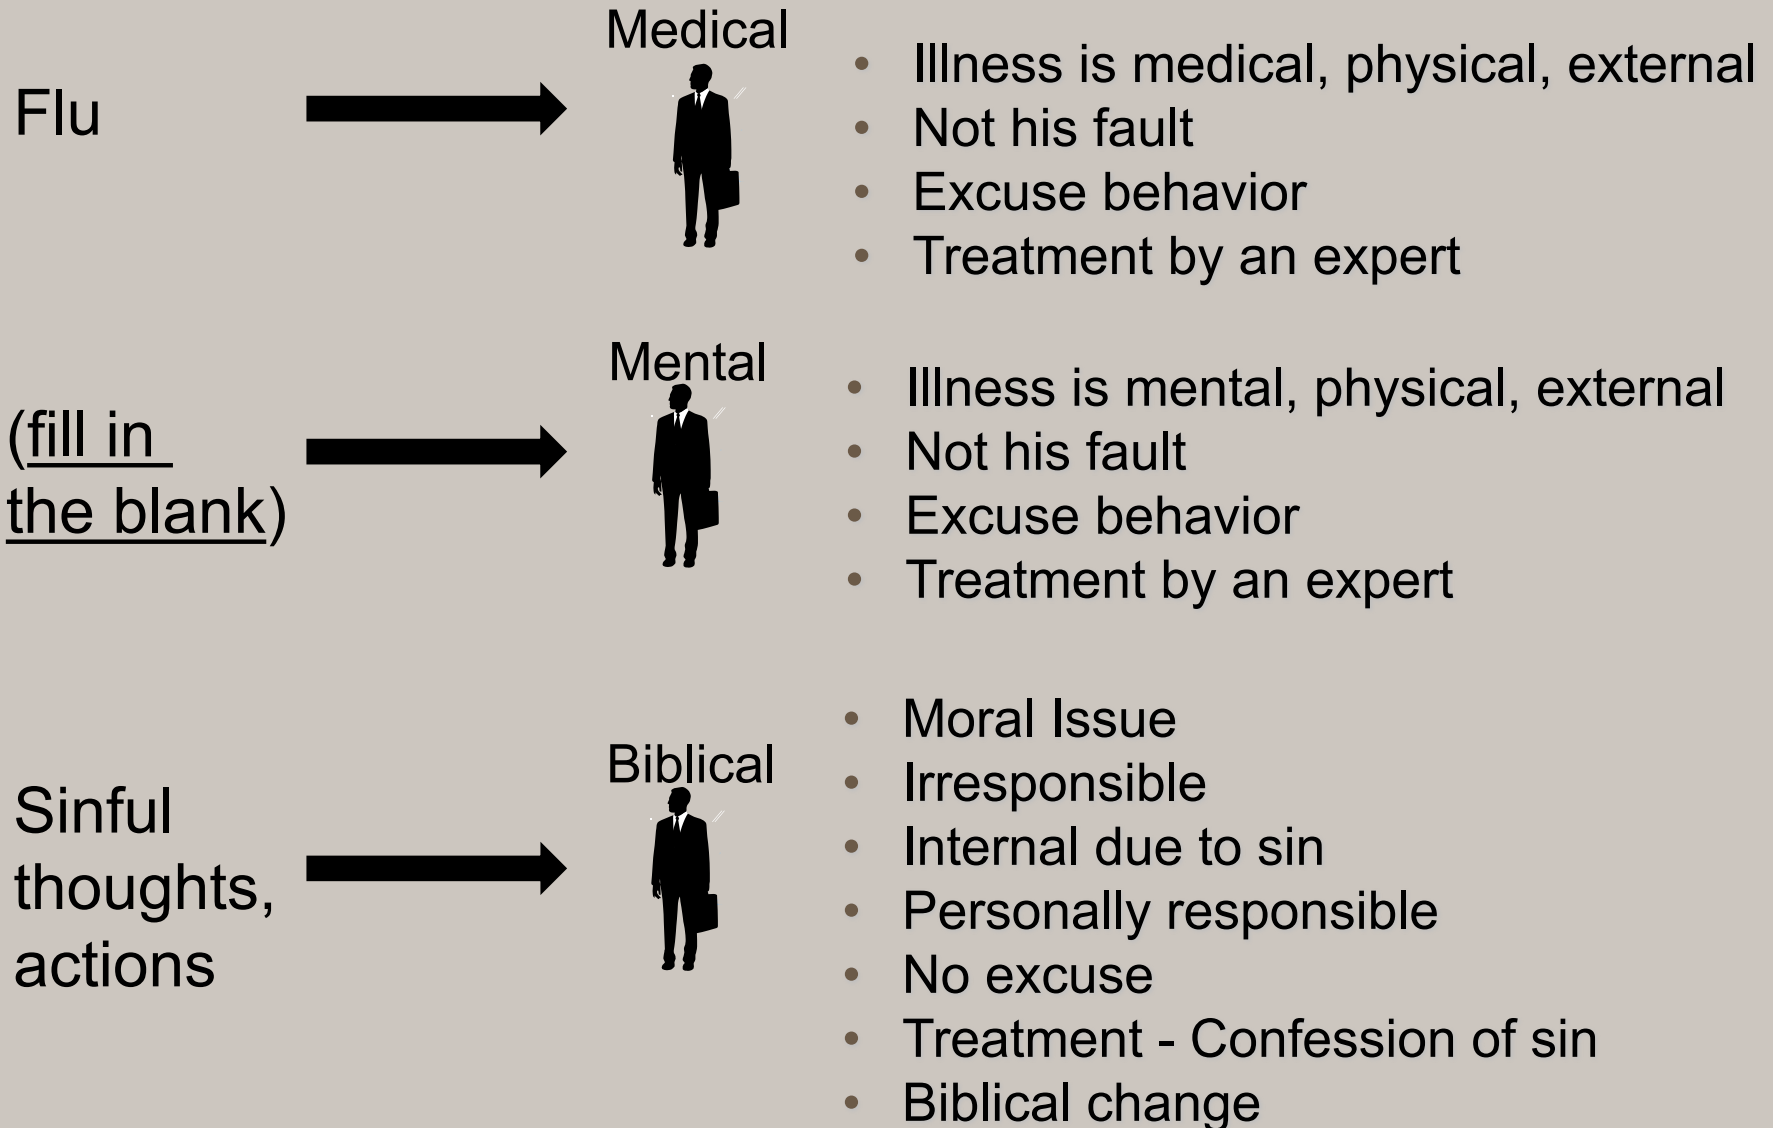 Medical
Flu
• Illness is medical, physical, external
• Not his fault
• Excuse behavior
• Treatment by an expert
Mental
(fill in
the blank)
• Illness is mental, physical, external
• Not his fault
• Excuse behavior
• Treatment by an expert
Biblical
Sinful
thoughts,
actions
• Moral Issue
• Irresponsible
• Internal due to sin
• Personally responsible
• No excuse
• Treatment - Confession of sin
• Biblical change